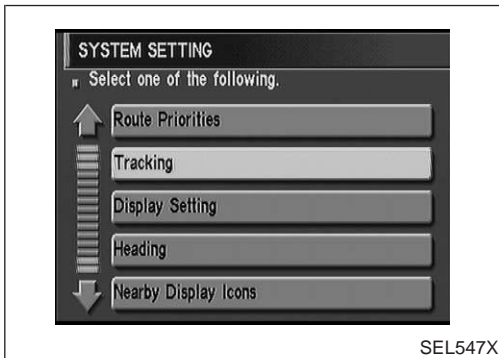 SYSTEM SETTING
Select one of the following.
Route Priorities
Tracking
Display Setting
Heading
Nearby Display Icons
SEL547X